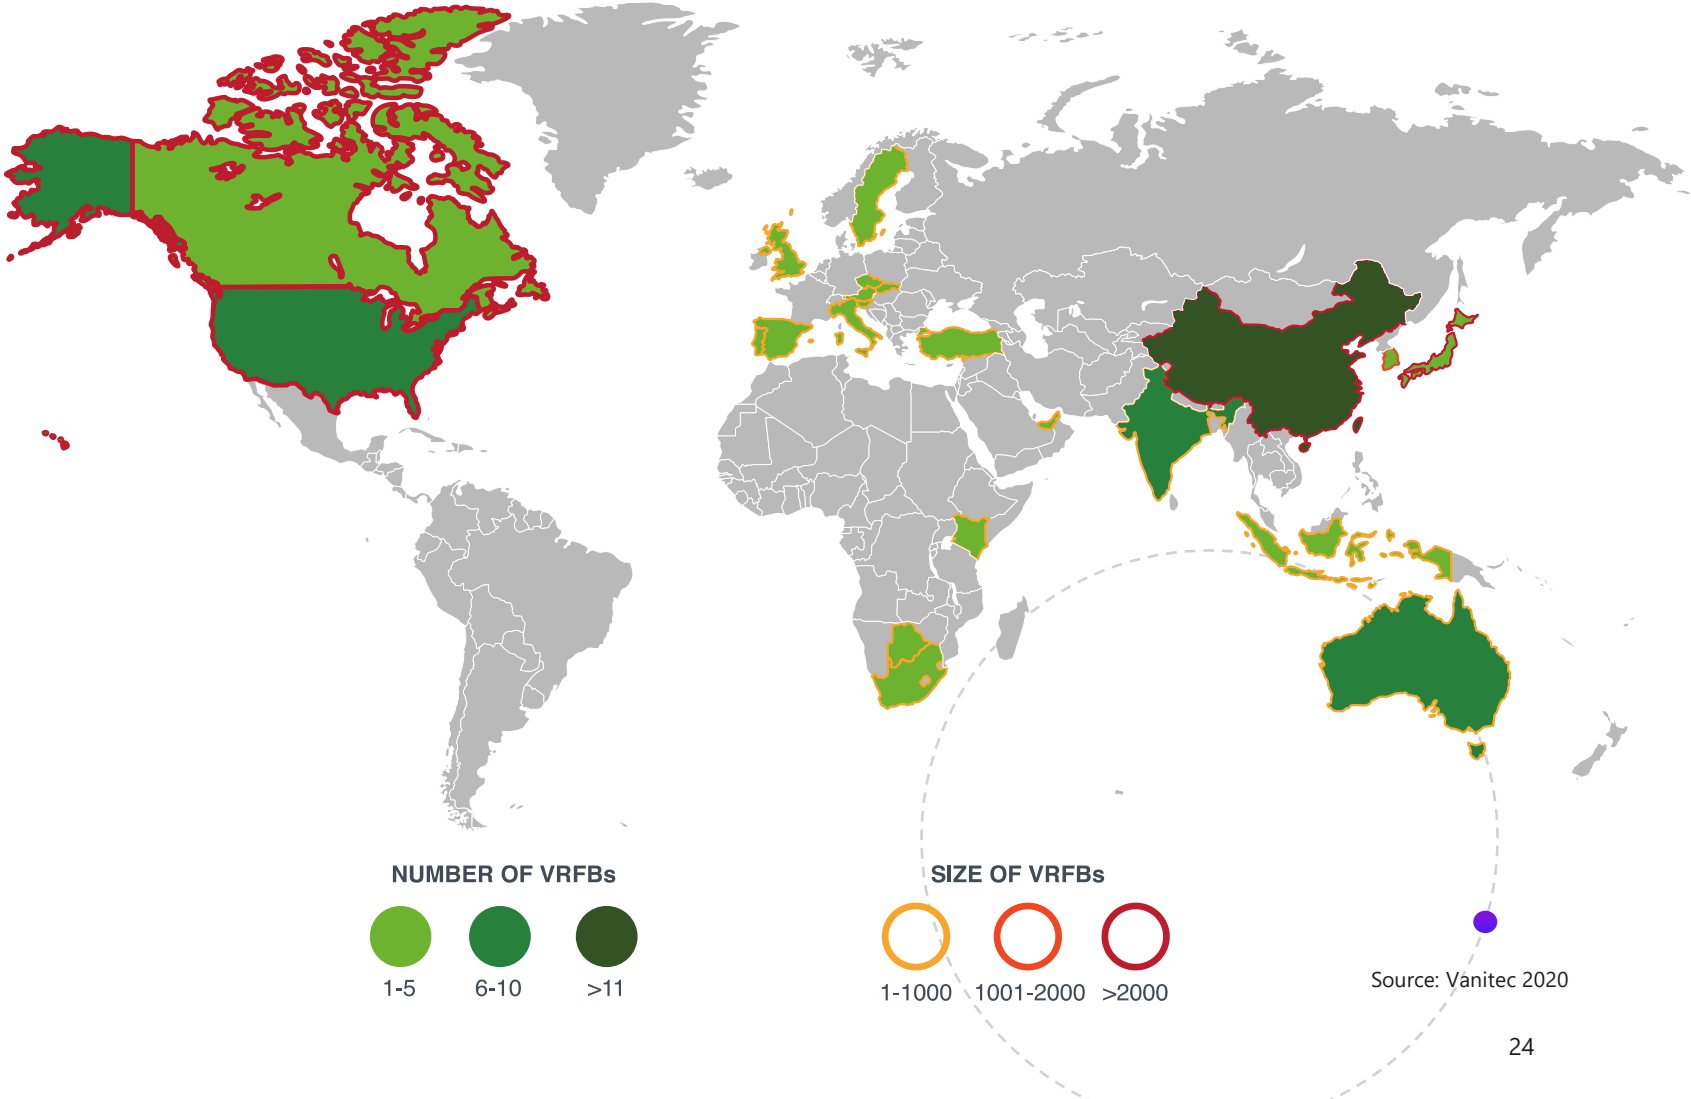 NUMBER OF VRFBs
1-5
6-10
>11
SIZE OF VRFBs
1-1000
1001-2000
>2000
Source: Vanitec 2020
24